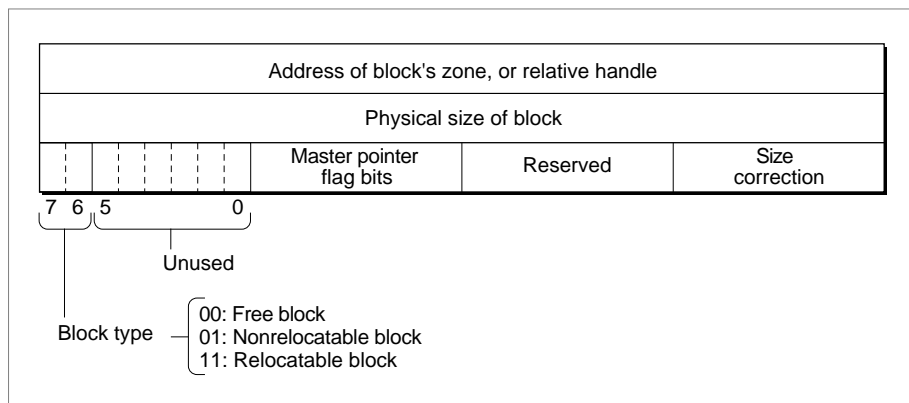 Address of block's zone, or relative handle
Physical size of block
Master pointer
flag bits
Reserved
Size
correction
7 6 5 0
Unused
Block type
00: Free block
01: Nonrelocatable block
11: Relocatable block